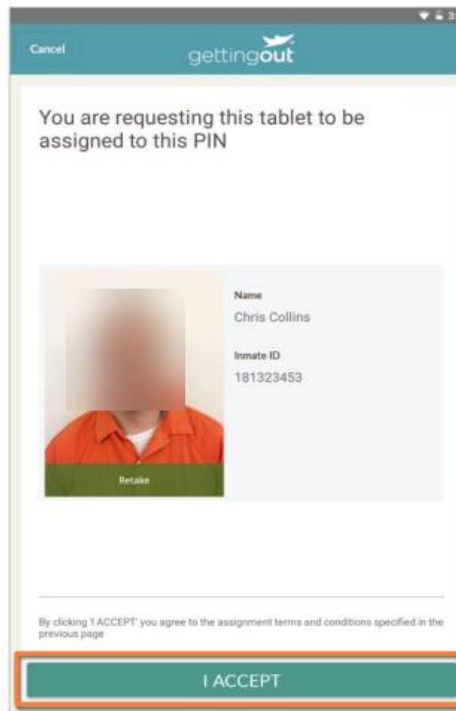 Cancel
gettingout
You are requesting this tablet to be
assigned to this PIN
Name
Chris Collins
Inmate ID
181323453
Retake
By clicking 'I ACCEPT' you agree to the assignment terms and conditions specified in the
previous page
I ACCEPT